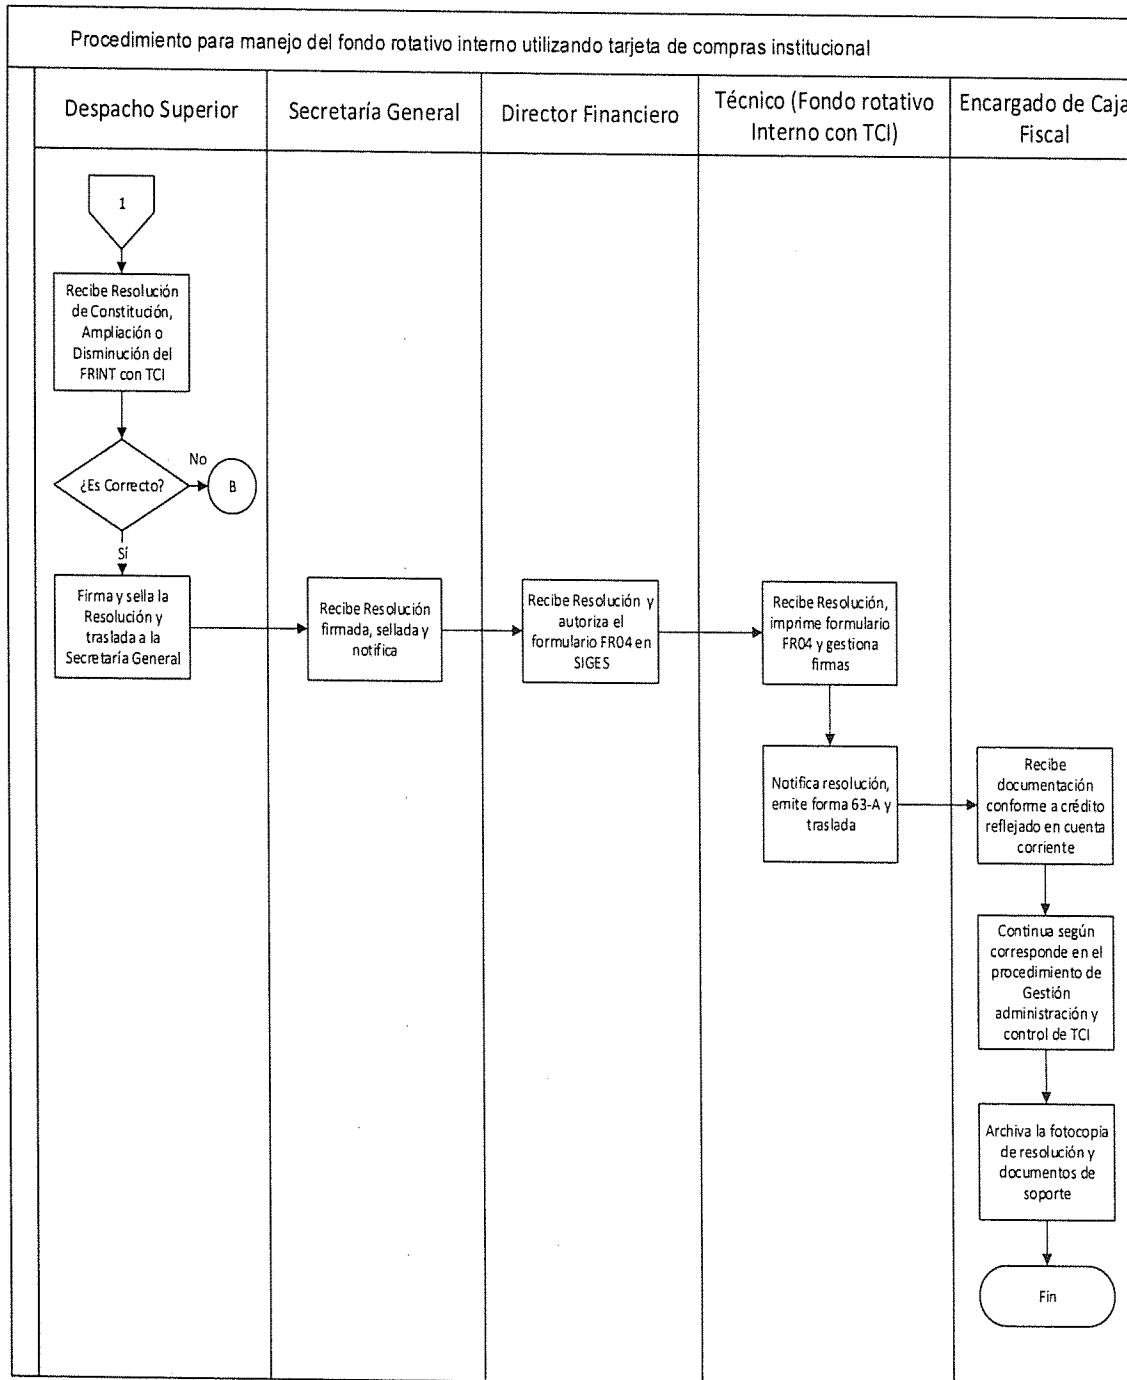 Procedimiento para manejo del fondo rotativo interno utilizando tarjeta de compras institucional
Despacho Superior
Secretaría General
Director Financiero
Técnico (Fondo rotativo
Interno con TCI)
Encargado de Caja
Fiscal
1
Recibe Resolución
de Constitución,
Ampliación o
Disminución del
FRINT con TCI
¿Es Correcto?
No
B
Sí
Firma y sella la
Resolución y
traslada a la
Secretaría General
Recibe Resolución
firmada, sellada y
notifica
Recibe Resolución y
autoriza el
formulario FR04 en
SIGES
Recibe Resolución,
imprime formulario
FR04 y gestiona
firmas
Notifica resolución,
emite forma 63-A y
traslada
Recibe
documentación
conforme a crédito
reflejado en cuenta
corriente
Continua según
corresponde en el
procedimiento de
Gestión
administración y
control de TCI
Archiva la fotocopia
de resolución y
documentos de
soporte
Fin